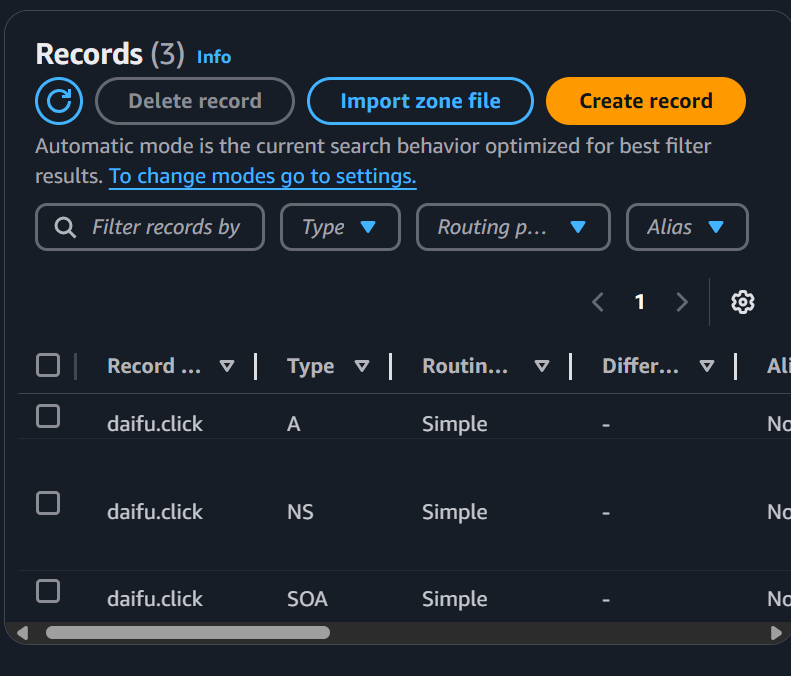 Records (3) Info
Delete record Import zone file Create record
Automatic mode is the current search behavior optimized for best filter
results. To change modes go to settings.
Filter records by Type Routing p... Alias
1
Record ... Type Routin... Differ... Ali
daifu.click A Simple - No
daifu.click NS Simple - No
daifu.click SOA Simple - No